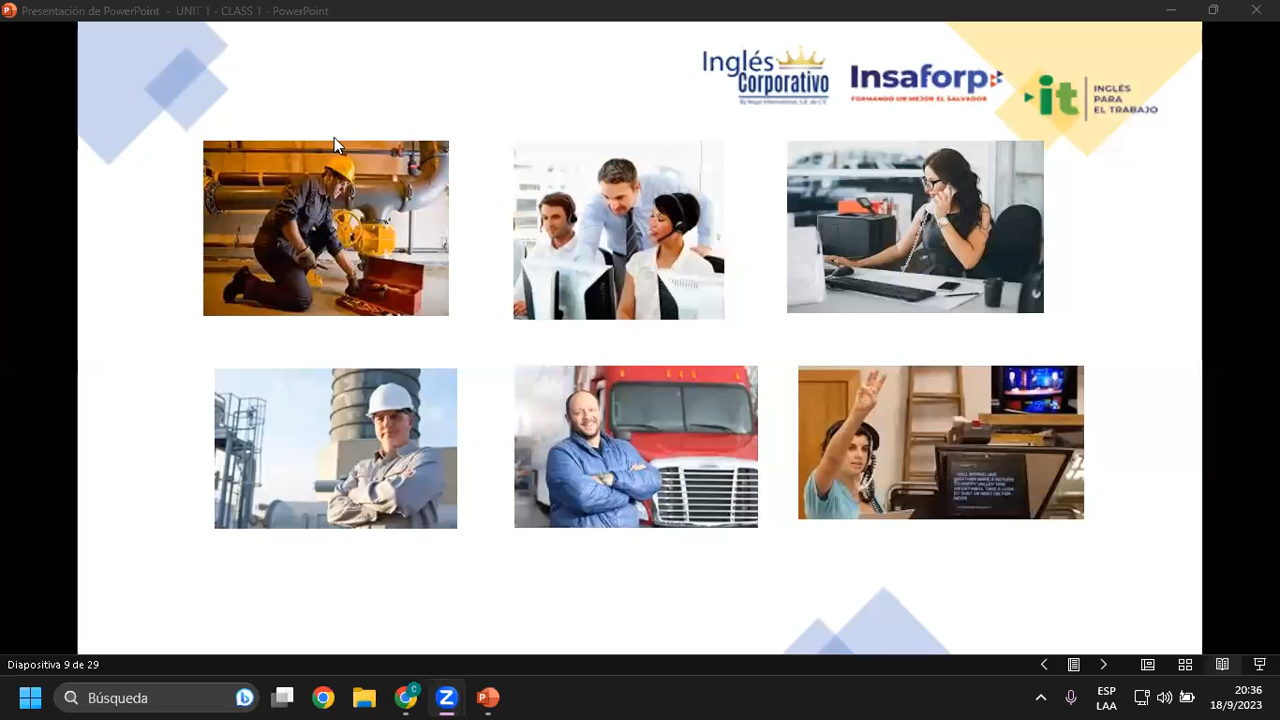 Presentación de PowerPoint - UNIT 1 - CLASS 1 - PowerPoint
Inglés
Corporativo
Insaforp
FORMANDO UN MEJOR EL SALVADOR
it
INGLÉS
PARA
EL TRABAJO
Diapositiva 9 de 29
Búsqueda
ESP
LAA
20:36
18/9/2023